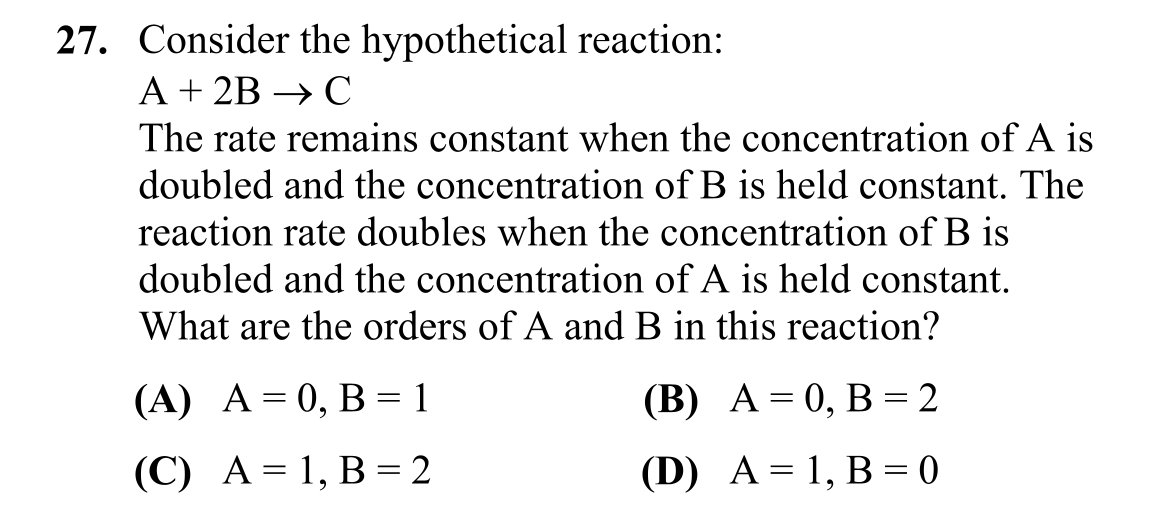 27. Consider the hypothetical reaction:
A + 2B → C
The rate remains constant when the concentration of A is
doubled and the concentration of B is held constant. The
reaction rate doubles when the concentration of B is
doubled and the concentration of A is held constant.
What are the orders of A and B in this reaction?
(A) A = 0, B = 1 (B) A = 0, B = 2
(C) A = 1, B = 2 (D) A = 1, B = 0